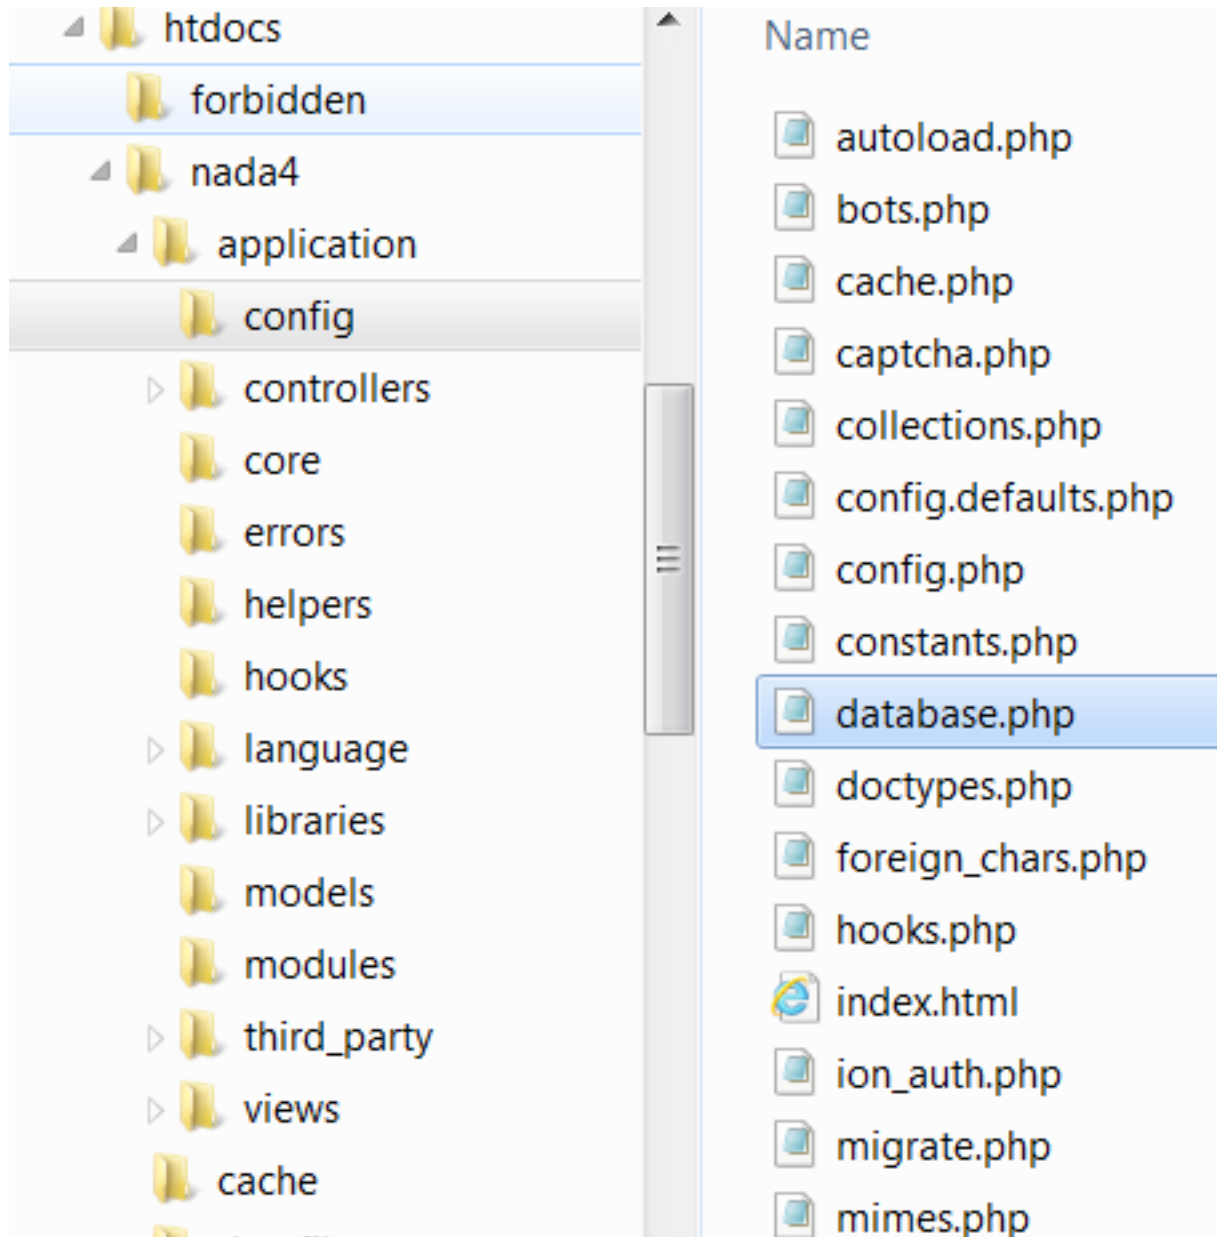 htdocs
forbidden
nada4
application
config
controllers
core
errors
helpers
hooks
language
libraries
models
modules
third_party
views
cache
Name
autoload.php
bots.php
cache.php
captcha.php
collections.php
config.defaults.php
config.php
constants.php
database.php
doctypes.php
foreign_chars.php
hooks.php
index.html
ion_auth.php
migrate.php
mimes.php